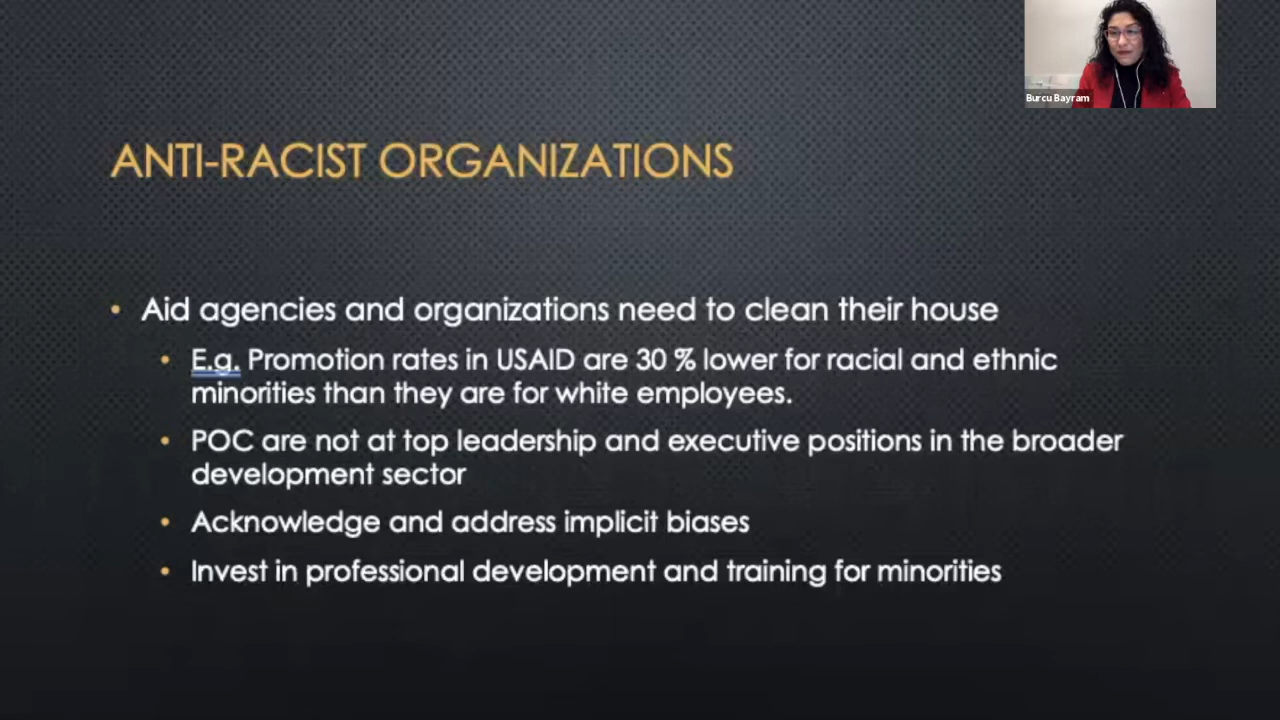 Burcu Bayram
ANTI-RACIST ORGANIZATIONS
• Aid agencies and organizations need to clean their house
• E.g. Promotion rates in USAID are 30 % lower for racial and ethnic
minorities than they are for white employees.
• POC are not at top leadership and executive positions in the broader
development sector
• Acknowledge and address implicit biases
• Invest in professional development and training for minorities